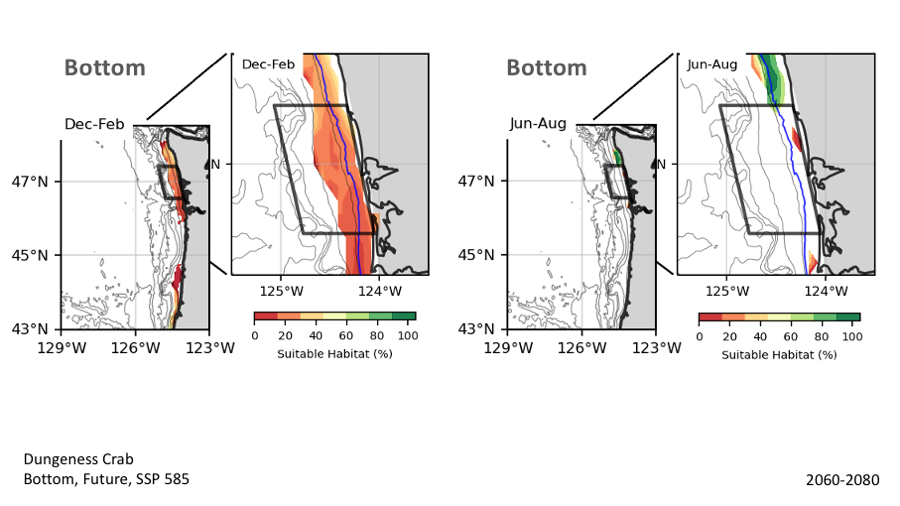 Bottom
Dec-Feb
Dec-Feb
N
47°N
45°N
43°N
129°W 126°W 123°W
125°W 124°W
0 20 40 60 80 100
Suitable Habitat (%)
Bottom
Jun-Aug
Jun-Aug
N
47°N
45°N
43°N
129°W 126°W 123°W
125°W 124°W
0 20 40 60 80 100
Suitable Habitat (%)
Dungeness Crab
Bottom, Future, SSP 585
2060-2080